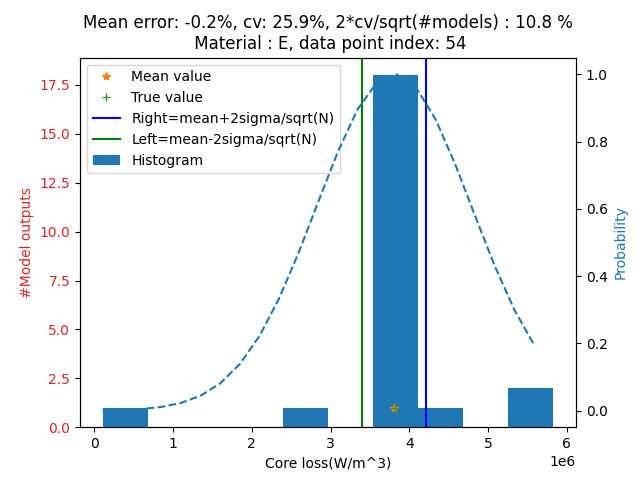 Mean error: -0.2%, cv: 25.9%, 2*cv/sqrt(#models) : 10.8 %
Material : E, data point index: 54
Mean value
True value
Right=mean+2sigma/sqrt(N)
Left=mean-2sigma/sqrt(N)
Histogram
#Model outputs
17.5
15.0
12.5
10.0
7.5
5.0
2.5
0.0
1.0
0.8
0.6
0.4
0.2
0.0
Probability
0 1 2 3 4 5 6
1e6
Core loss(W/m^3)